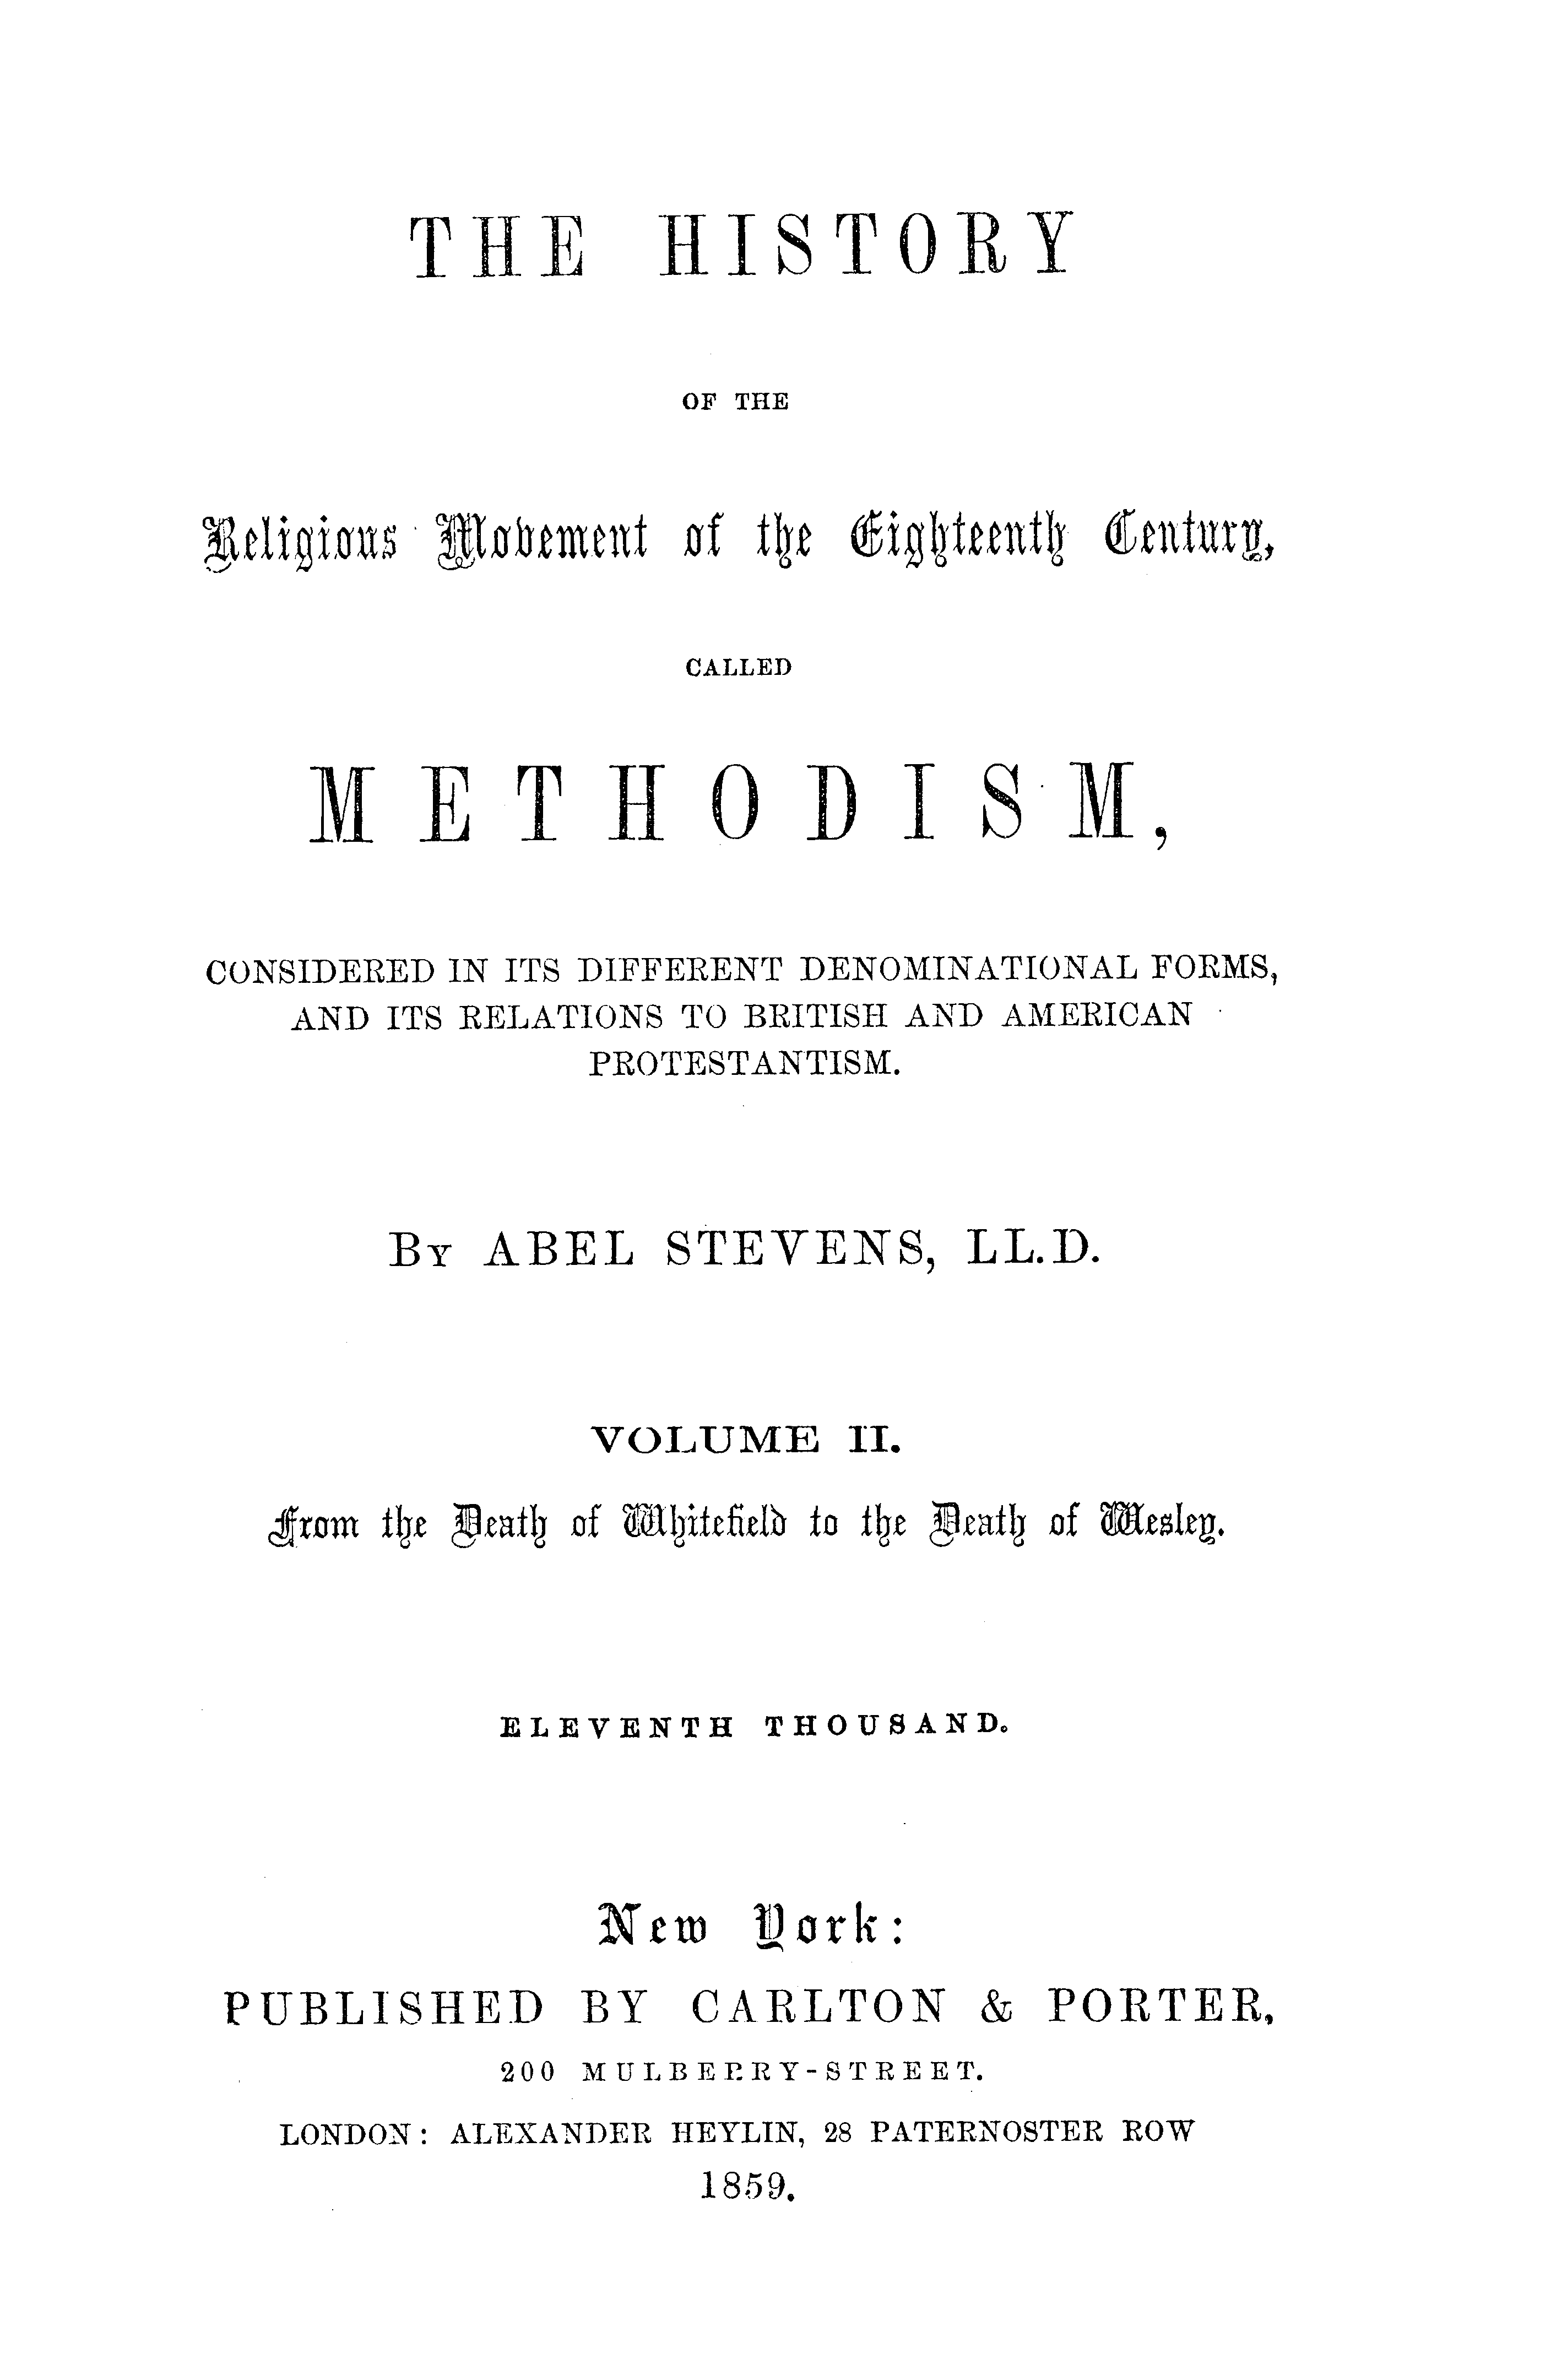 THE HISTORY
OF THE
Religious Movement of the Eighteenth Century,
CALLED
METHODISM,
CONSIDERED IN ITS DIFFERENT DENOMINATIONAL FORMS,
AND ITS RELATIONS TO BRITISH AND AMERICAN
PROTESTANTISM.
BY ABEL STEVENS, LL.D.
VOLUME II.
From the Death of Whitefield to the Death of Wesley.
ELEVENTH THOUSAND.
New York:
PUBLISHED BY CARLTON & PORTER,
200 MULBERRY-STREET.
LONDON: ALEXANDER HEYLIN, 28 PATERNOSTER ROW
1859.